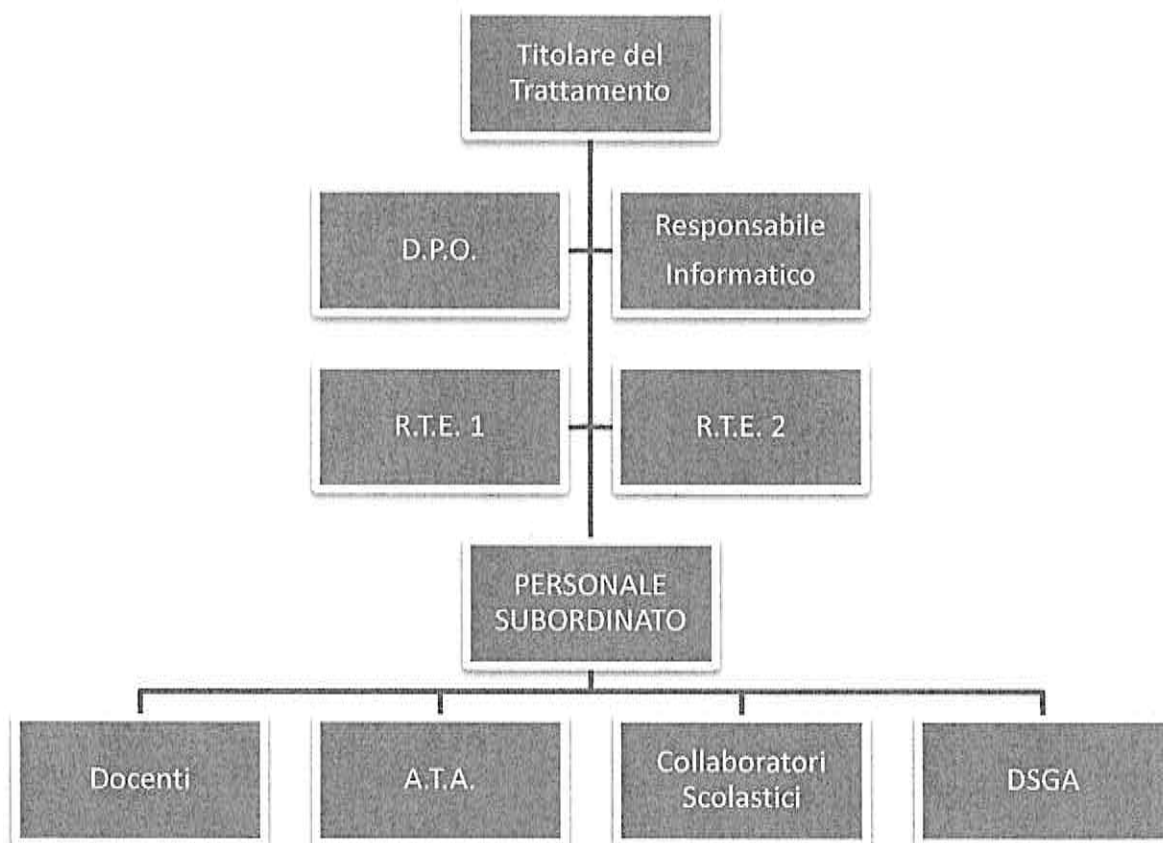 Titolare del
Trattamento
D.P.O.
Responsabile
Informatico
R.T.E. 1
R.T.E. 2
PERSONALE
SUBORDINATO
Docenti
A.T.A.
Collaboratori
Scolastici
DSGA